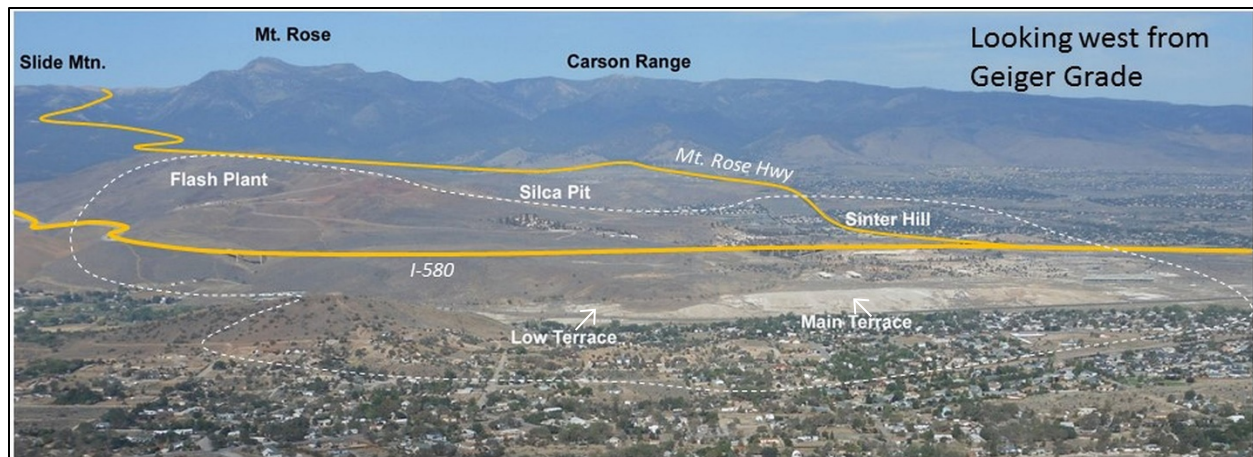 Looking west from
Geiger Grade
Mt. Rose
Slide Mtn.
Carson Range
Mt. Rose Hwy
Flash Plant
Silca Pit
Sinter Hill
I-580
Low Terrace
Main Terrace